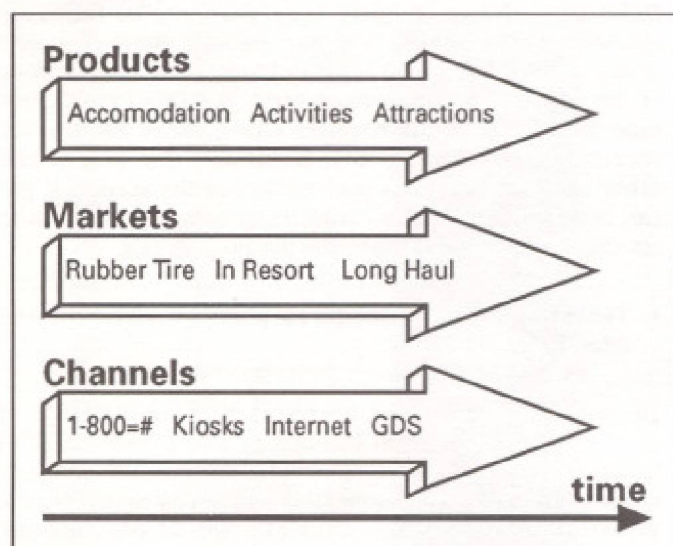 Products
Accomodation Activities Attractions
Markets
Rubber Tire In Resort Long Haul
Channels
1-800=# Kiosks Internet GDS
time